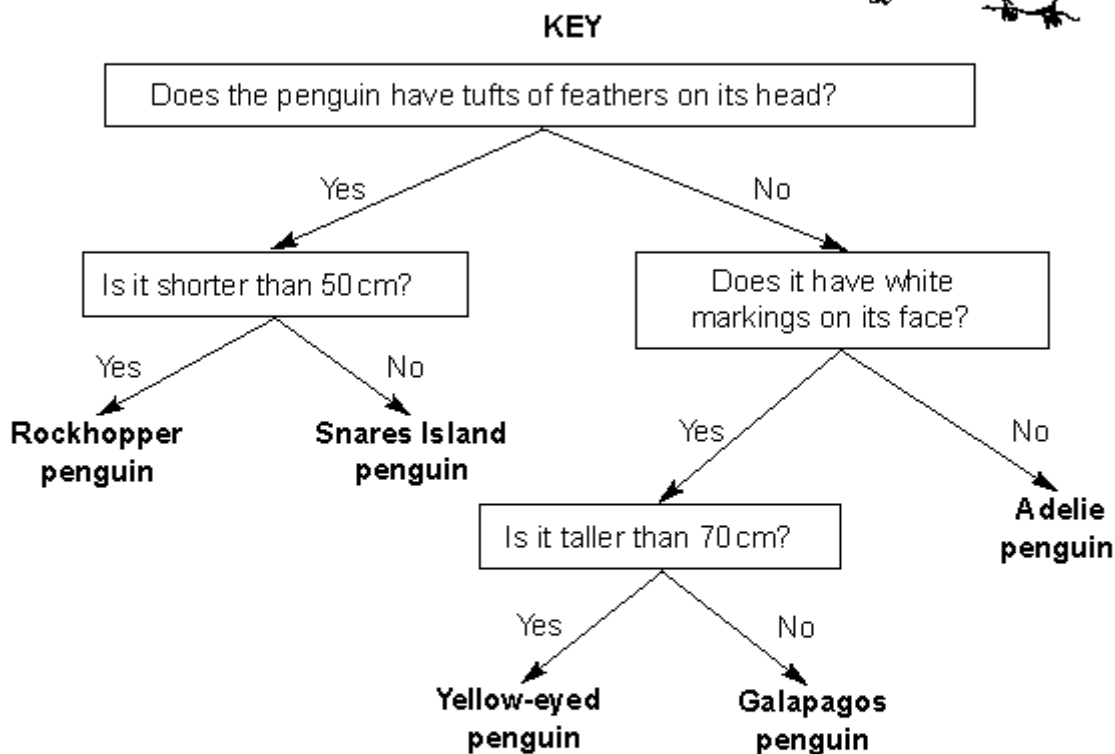 KEY
Does the penguin have tufts of feathers on its head?
Yes
No
Is it shorter than 50 cm?
Does it have white
markings on its face?
Yes
No
Rockhopper
penguin
Snares Island
penguin
Yes
No
Is it taller than 70 cm?
Adelie
penguin
Yes
No
Yellow-eyed
penguin
Galapagos
penguin